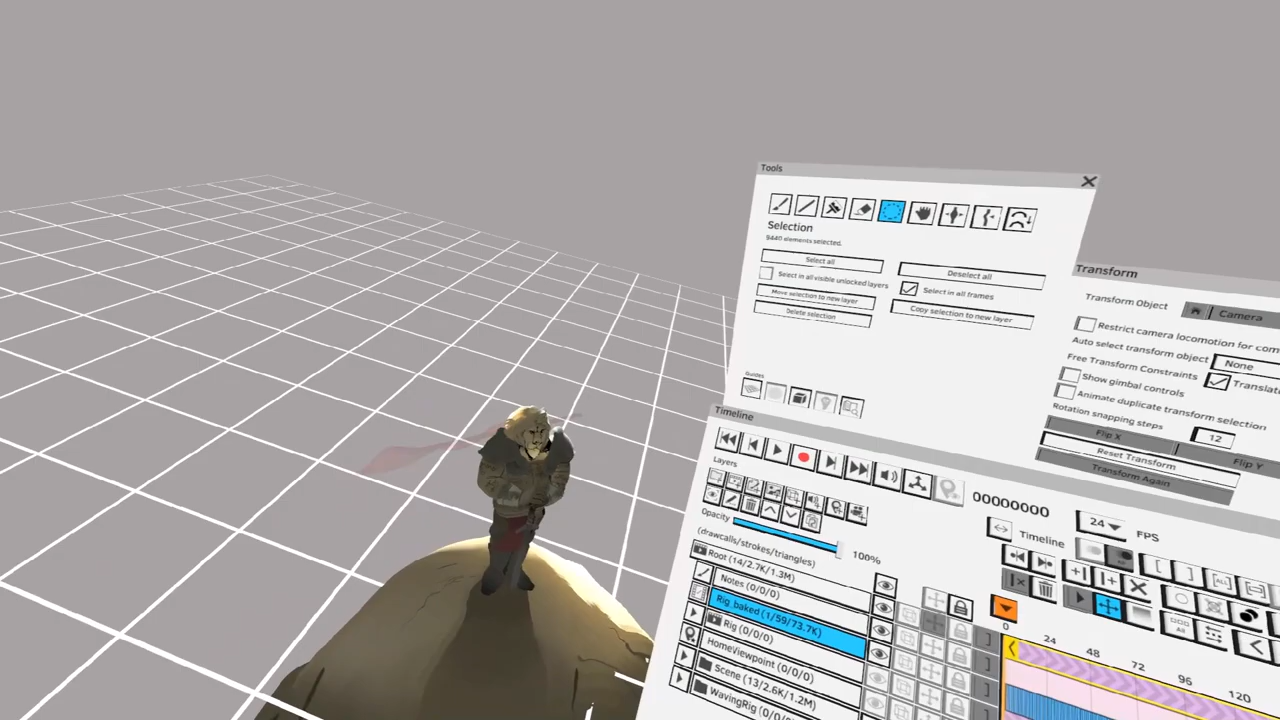 Tools
Selection
9440 elements selected.
Select all
Deselect all
Select in all visible unlocked layers
Select in all frames
Move selection to new layer
Copy selection to new layer
Delete selection
Guides
Transform
Transform Object
Camera
Restrict camera locomotion for com
Auto select transform object
None
Free Transform Constraints
Translat
Show gimbal controls
Animate duplicate transform selection
Rotation snapping steps
12
Flip X
Flip Y
Reset Transform
Transform Again
Timeline
Layers
00000000
24
FPS
Opacity
100%
Timeline
(drawcalls/strokes/triangles)
Root (14/2.7K/1.3M)
Notes (0/0/0)
Rig_baked (1/59/73.7K)
Rig (0/0/0)
HomeViewpoint (0/0/0)
Scene (13/2.6K/1.2M)
WavingRig (0/0/0
0
24
48
72
96
120